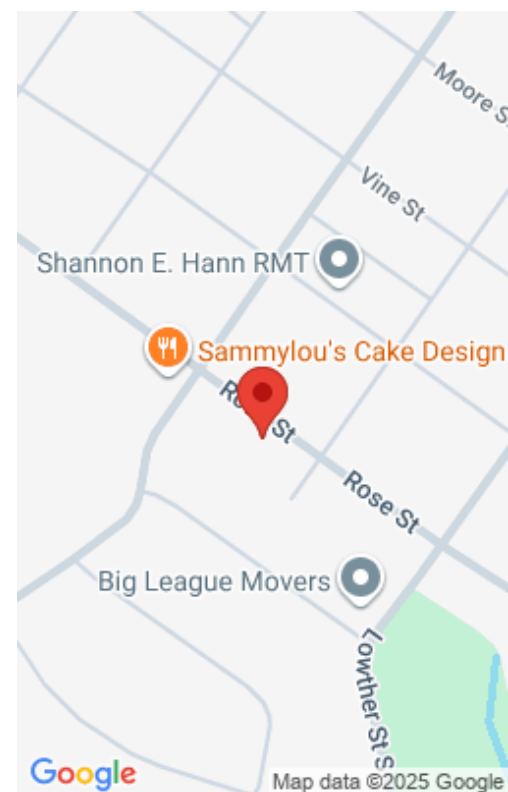 Moore S
Vine St
Shannon E. Hann RMT
Sammylou's Cake Design
Rose St
Rose St
Big League Movers
Lowther St S
Google
Map data ©2025 Google